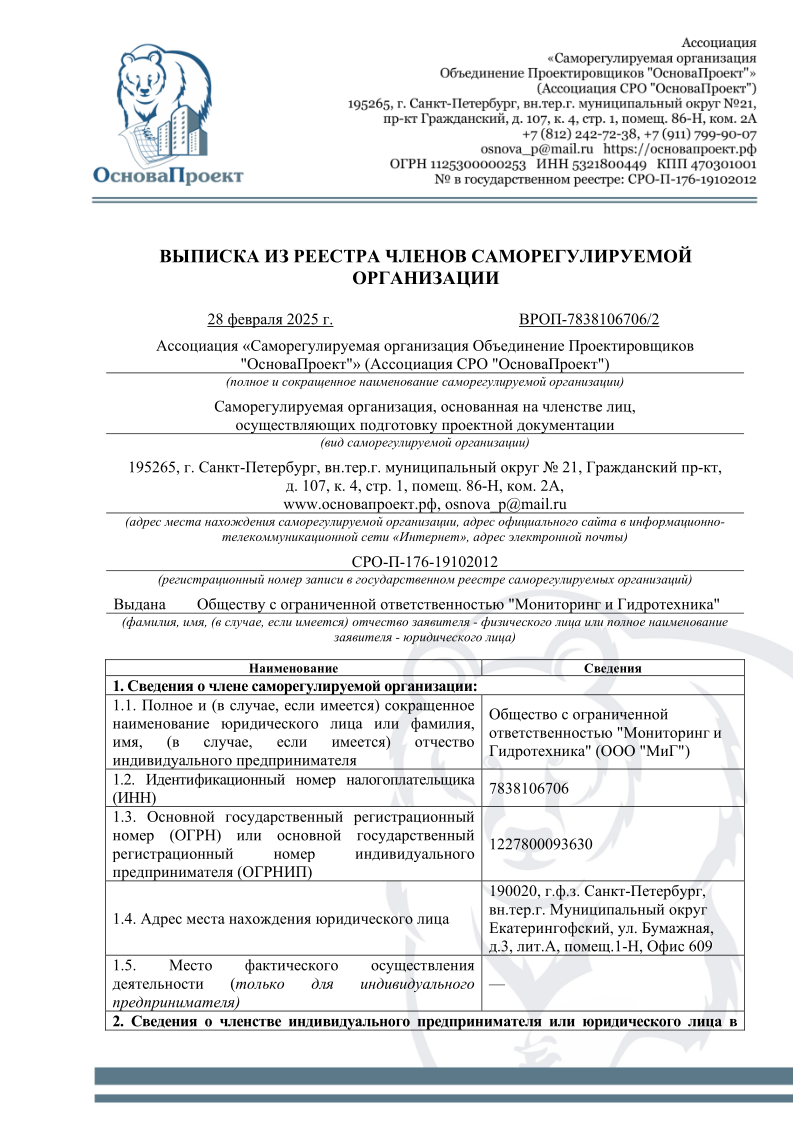 Ассоциация
«Саморегулируемая организация
Объединение Проектировщиков "ОсноваПроект"»
(Ассоциация СРО "ОсноваПроект")
195265, г. Санкт-Петербург, вн.тер.г. муниципальный округ №21,
пр-кт Гражданский, д. 107, к. 4, стр. 1, помещ. 86-Н, ком. 2А
+7 (812) 242-72-38, +7 (911) 799-90-07
osnova_p@mail.ru https://основапроект.рф
ОГРН 1125300000253 ИНН 5321800449 КПП 470301001
№ в государственном реестре: СРО-П-176-19102012
ОсноваПроект
ВЫПИСКА ИЗ РЕЕСТРА ЧЛЕНОВ САМОРЕГУЛИРУЕМОЙ
ОРГАНИЗАЦИИ
28 февраля 2025 г. ВРОП-7838106706/2
Ассоциация «Саморегулируемая организация Объединение Проектировщиков
"ОсноваПроект"» (Ассоциация СРО "ОсноваПроект")
(полное и сокращенное наименование саморегулируемой организации)
Саморегулируемая организация, основанная на членстве лиц,
осуществляющих подготовку проектной документации
(вид саморегулируемой организации)
195265, г. Санкт-Петербург, вн.тер.г. муниципальный округ № 21, Гражданский пр-кт,
д. 107, к. 4, стр. 1, помещ. 86-Н, ком. 2А,
www.основапроект.рф, osnova_p@mail.ru
(адрес места нахождения саморегулируемой организации, адрес официального сайта в информационно-
телекоммуникационной сети «Интернет», адрес электронной почты)
СРО-П-176-19102012
(регистрационный номер записи в государственном реестре саморегулируемых организаций)
Выдана Обществу с ограниченной ответственностью "Мониторинг и Гидротехника"
(фамилия, имя, (в случае, если имеется) отчество заявителя - физического лица или полное наименование
заявителя - юридического лица)
Наименование Сведения
1. Сведения о члене саморегулируемой организации:
1.1. Полное и (в случае, если имеется) сокращенное
наименование юридического лица или фамилия,
имя, (в случае, если имеется) отчество
индивидуального предпринимателя
Общество с ограниченной
ответственностью "Мониторинг и
Гидротехника" (ООО "МиГ")
1.2. Идентификационный номер налогоплательщика
(ИНН)
7838106706
1.3. Основной государственный регистрационный
номер (ОГРН) или основной государственный
регистрационный номер индивидуального
предпринимателя (ОГРНИП)
1227800093630
1.4. Адрес места нахождения юридического лица
190020, г.ф.з. Санкт-Петербург,
вн.тер.г. Муниципальный округ
Екатерингофский, ул. Бумажная,
д.3, лит.А, помещ.1-Н, Офис 609
1.5. Место фактического осуществления
деятельности (только для индивидуального
предпринимателя)
—
2. Сведения о членстве индивидуального предпринимателя или юридического лица в